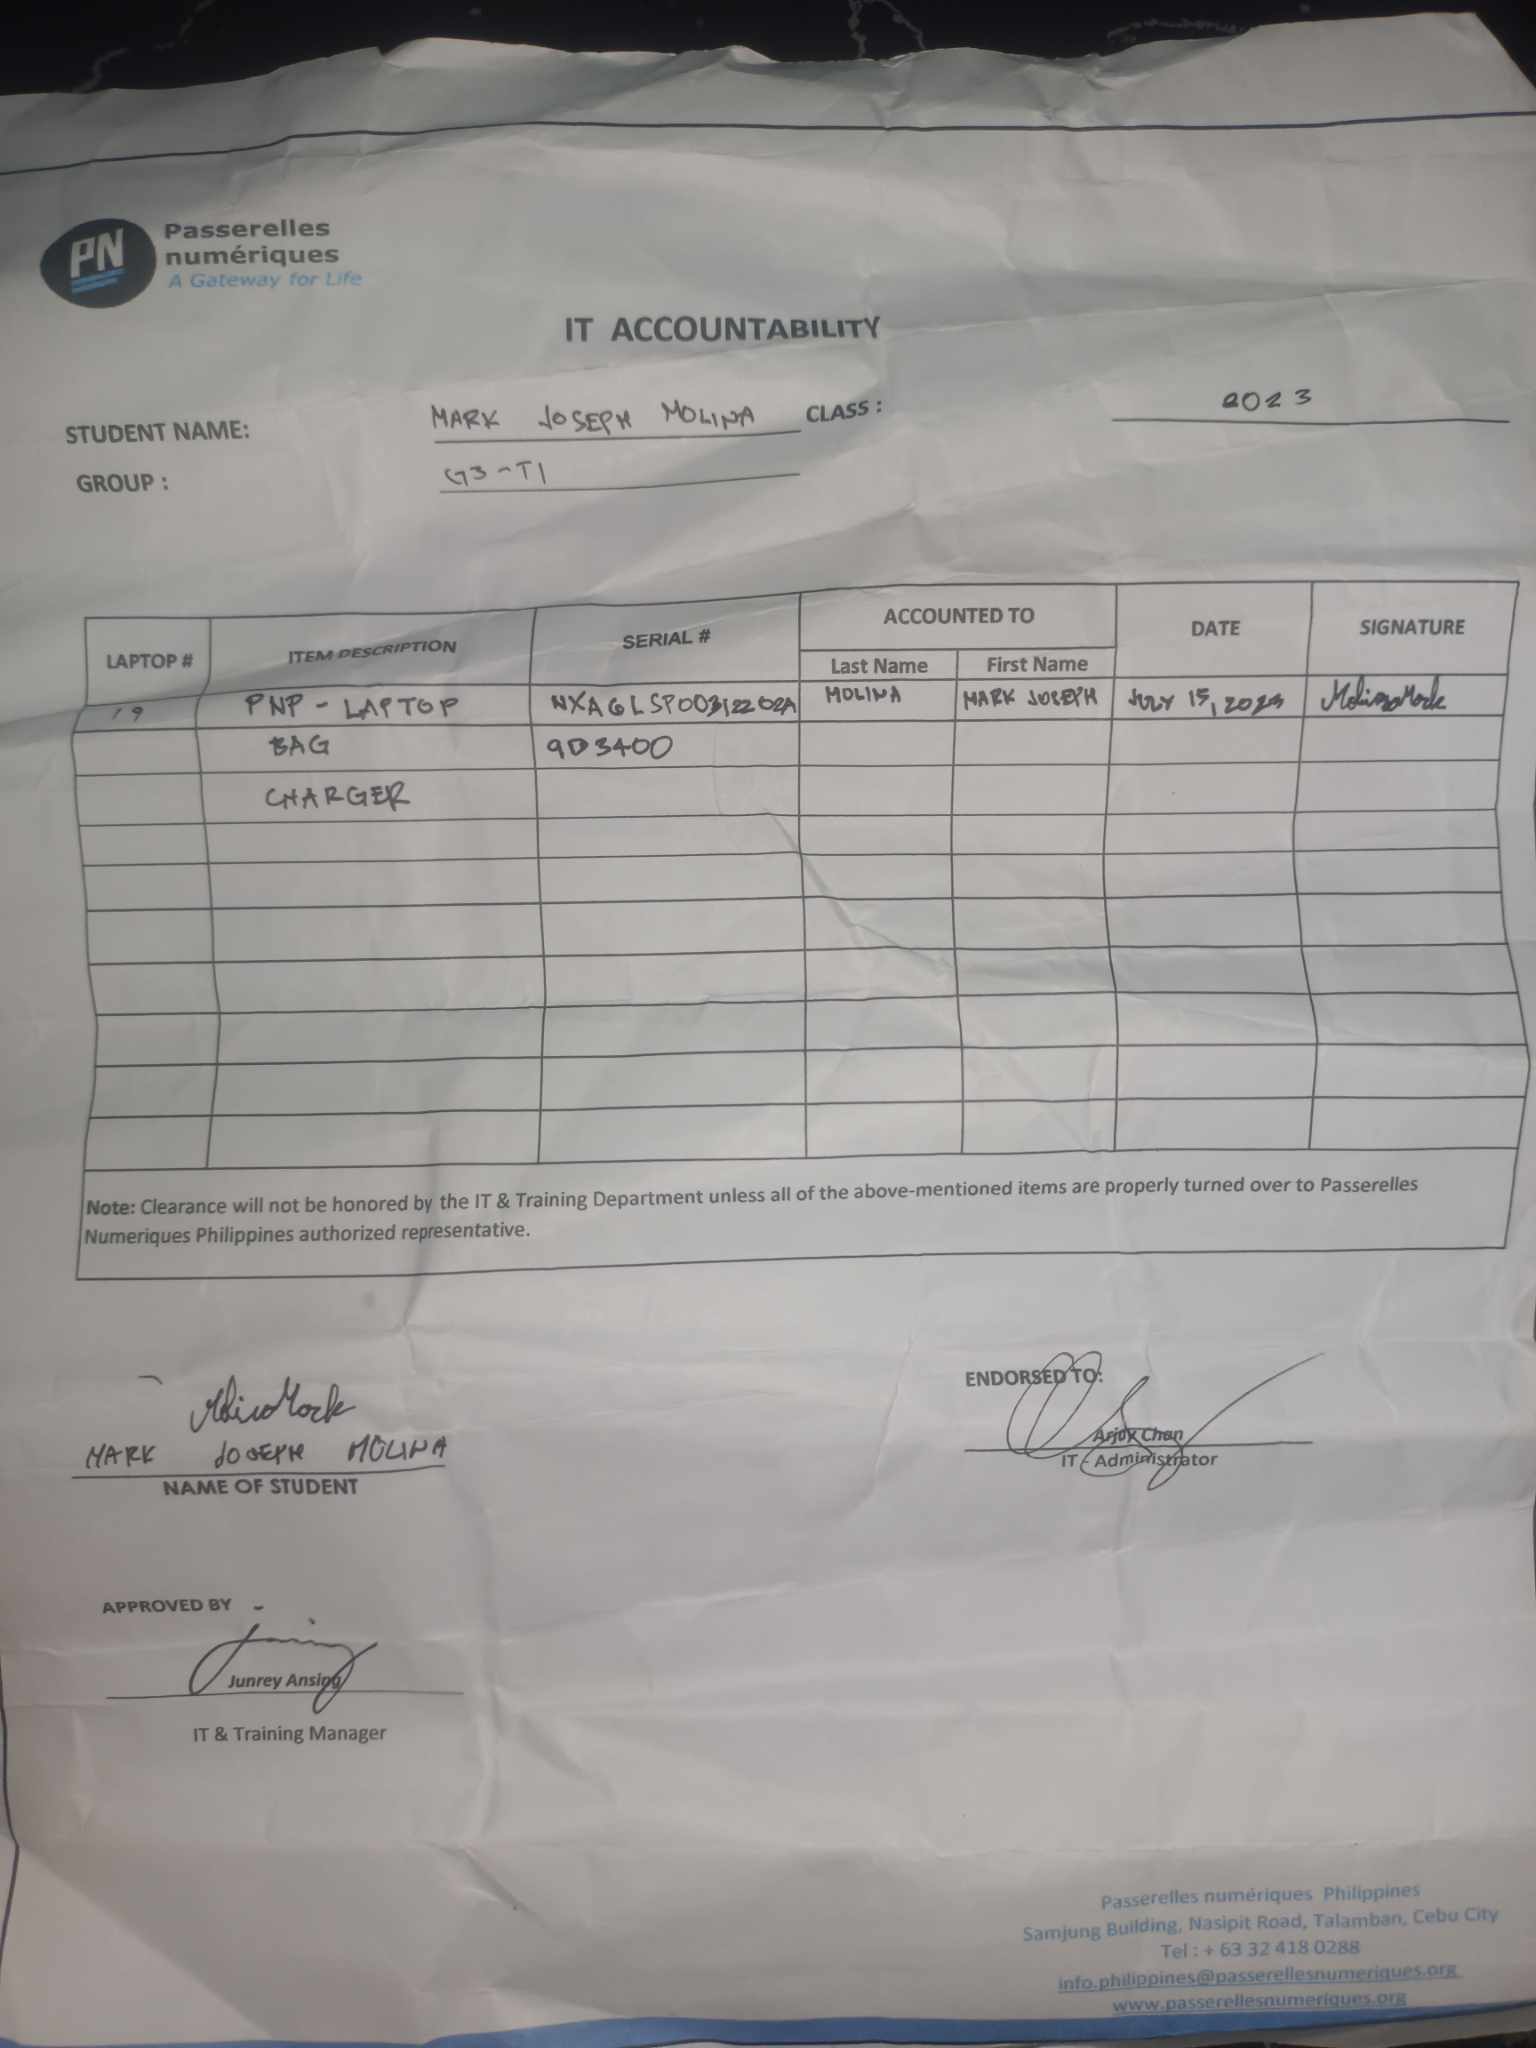 PN Passerelles
numériques
A Gateway for Life
IT ACCOUNTABILITY
STUDENT NAME: MARK JOSEPH MOLINA CLASS : 2023
GROUP : G3-T1
LAPTOP # ITEM DESCRIPTION SERIAL # ACCOUNTED TO DATE SIGNATURE
Last Name First Name
19 PNP - LAPTOP NXAGLSP00312202A MOLINA MARK JOSEPH JULY 15, 2023 MolinaMark
BAG 9D3400
CHARGER
Note: Clearance will not be honored by the IT & Training Department unless all of the above-mentioned items are properly turned over to Passerelles
Numeriques Philippines authorized representative.
MolinaMark
MARK JOSEPH MOLINA
NAME OF STUDENT
ENDORSED TO:
Arjoy Chan
IT - Administrator
APPROVED BY
Junrey Ansing
IT & Training Manager
Passerelles numériques Philippines
Samjung Building, Nasipit Road, Talamban, Cebu City
Tel : + 63 32 418 0288
info.philippines@passerellesnumeriques.org
www.passerellesnumeriques.org